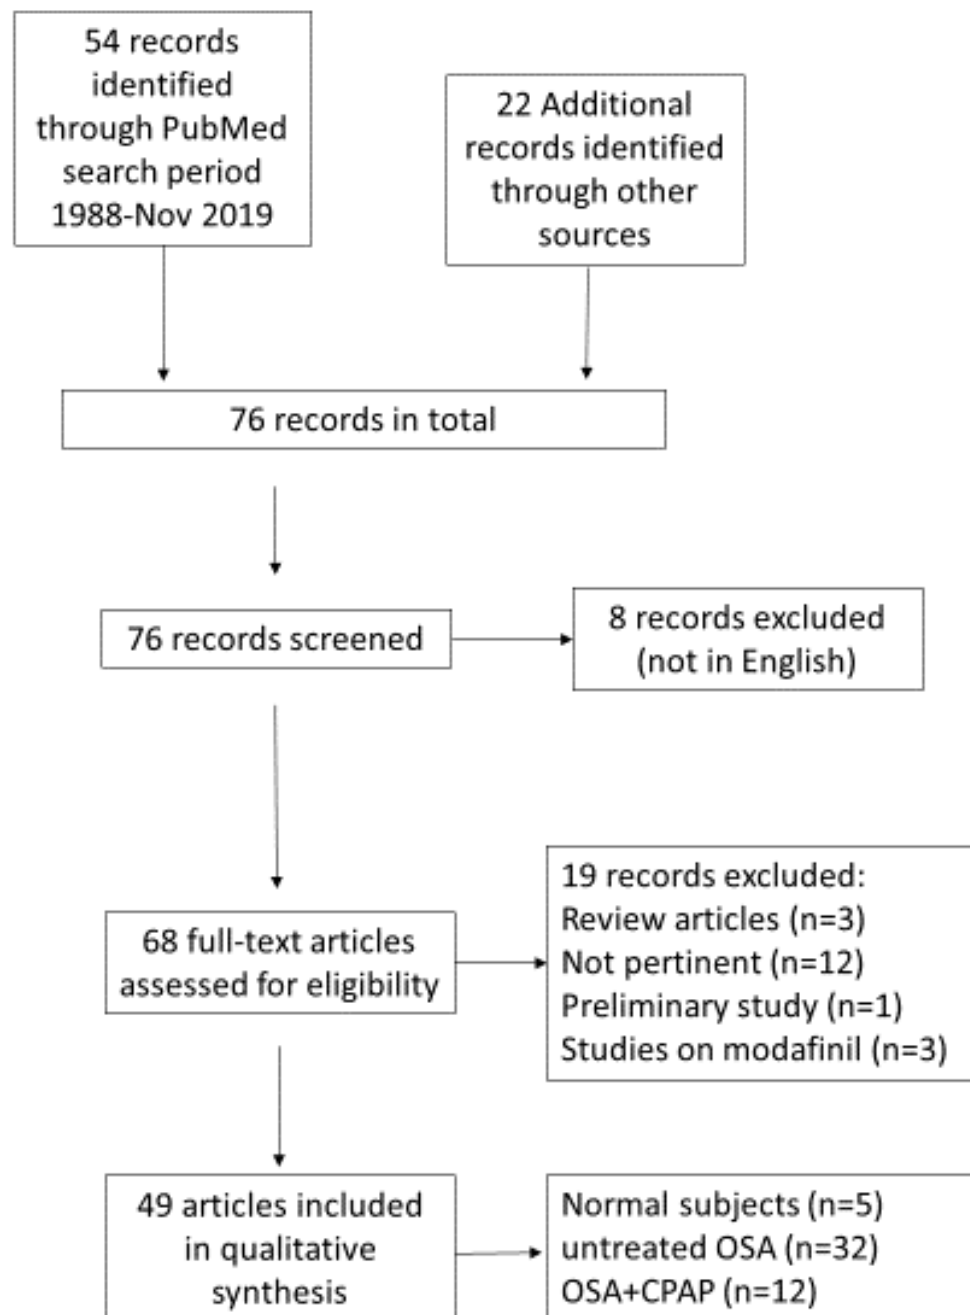 54 records
identified
through PubMed
search period
1988-Nov 2019
22 Additional
records identified
through other
sources
76 records in total
76 records screened
8 records excluded
(not in English)
68 full-text articles
assessed for eligibility
19 records excluded:
Review articles (n=3)
Not pertinent (n=12)
Preliminary study (n=1)
Studies on modafinil (n=3)
49 articles included
in qualitative
synthesis
Normal subjects (n=5)
untreated OSA (n=32)
OSA+CPAP (n=12)